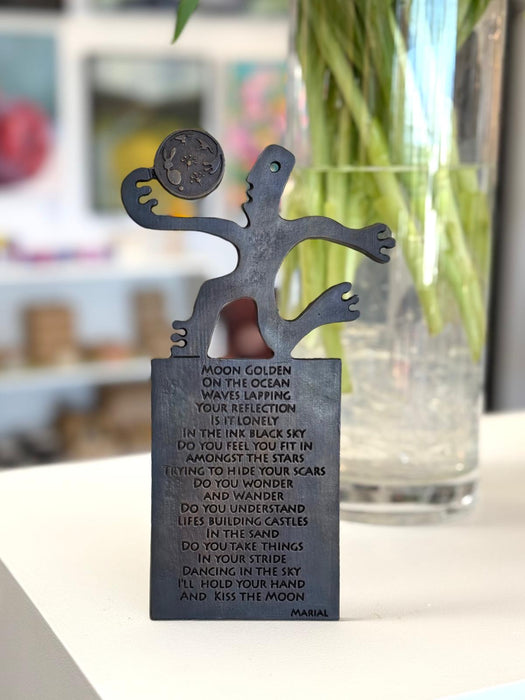 MOON GOLDEN
ON THE OCEAN
WAVES LAPPING
YOUR REFLECTION
IS IT LONELY
IN THE INK BLACK SKY
DO YOU FEEL YOU FIT IN
AMONGST THE STARS
TRYING TO HIDE YOUR SCARS
DO YOU WONDER
AND WANDER
DO YOU UNDERSTAND
LIFES BUILDING CASTLES
IN THE SAND
DO YOU TAKE THINGS
IN YOUR STRIDE
DANCING IN THE SKY
I'LL HOLD YOUR HAND
AND KISS THE MOON
MARIAL